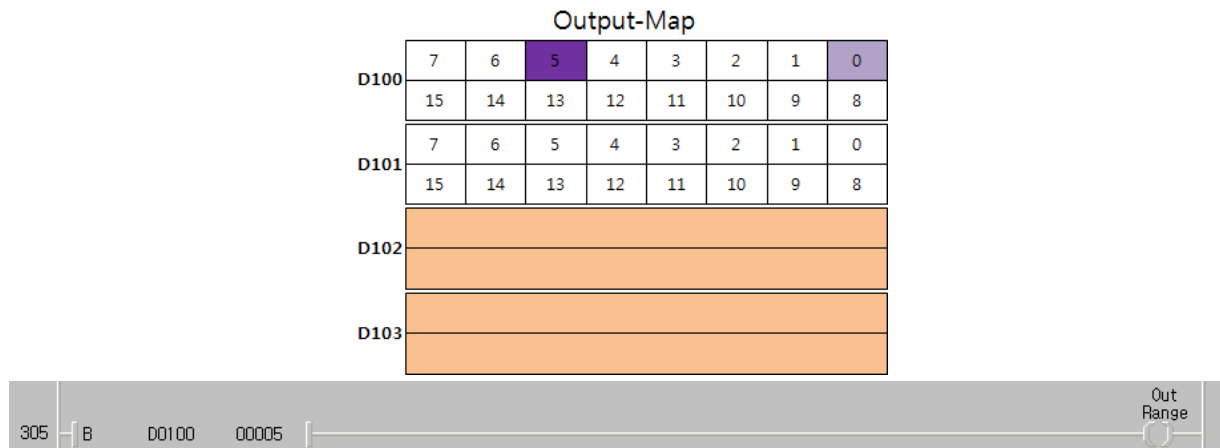 Output-Map
D100
7 6 5 4 3 2 1 0
15 14 13 12 11 10 9 8
D101
7 6 5 4 3 2 1 0
15 14 13 12 11 10 9 8
D102
D103
Out
Range
305 B D0100 00005